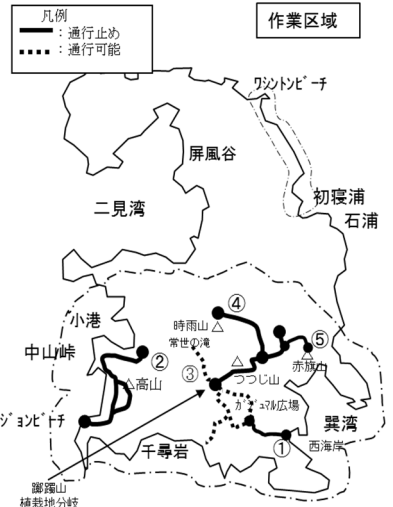 凡例
：通行止め
：通行可能
作業区域
ワシントンビーチ
屏風谷
初寝浦
石浦
二見湾
小港
④
時雨山
常世の滝
⑤
中山峠
②
赤旗山
高山
③
つつじ山
ジョンビーチ
ガジュマル広場
巽湾
千尋岩
①
西海岸
躑躅山
植栽地分岐